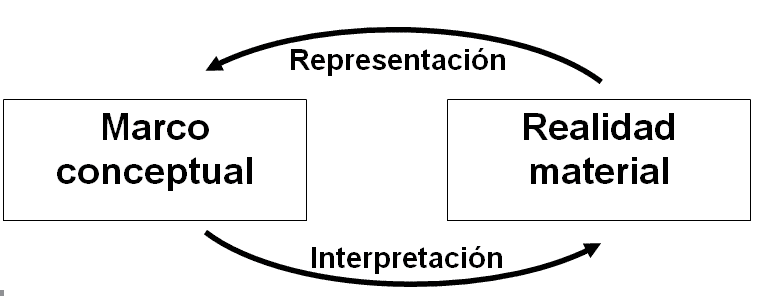 Representación
Marco
conceptual
Realidad
material
Interpretación